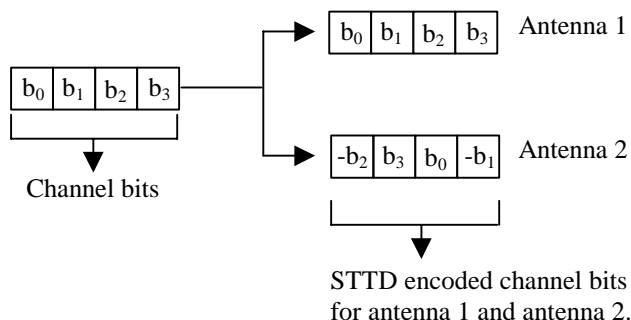 b₀ b₁ b₂ b₃ Antenna 1
b₀ b₁ b₂ b₃
-b₂ b₃ b₀ -b₁ Antenna 2
Channel bits
STTD encoded channel bits
for antenna 1 and antenna 2.